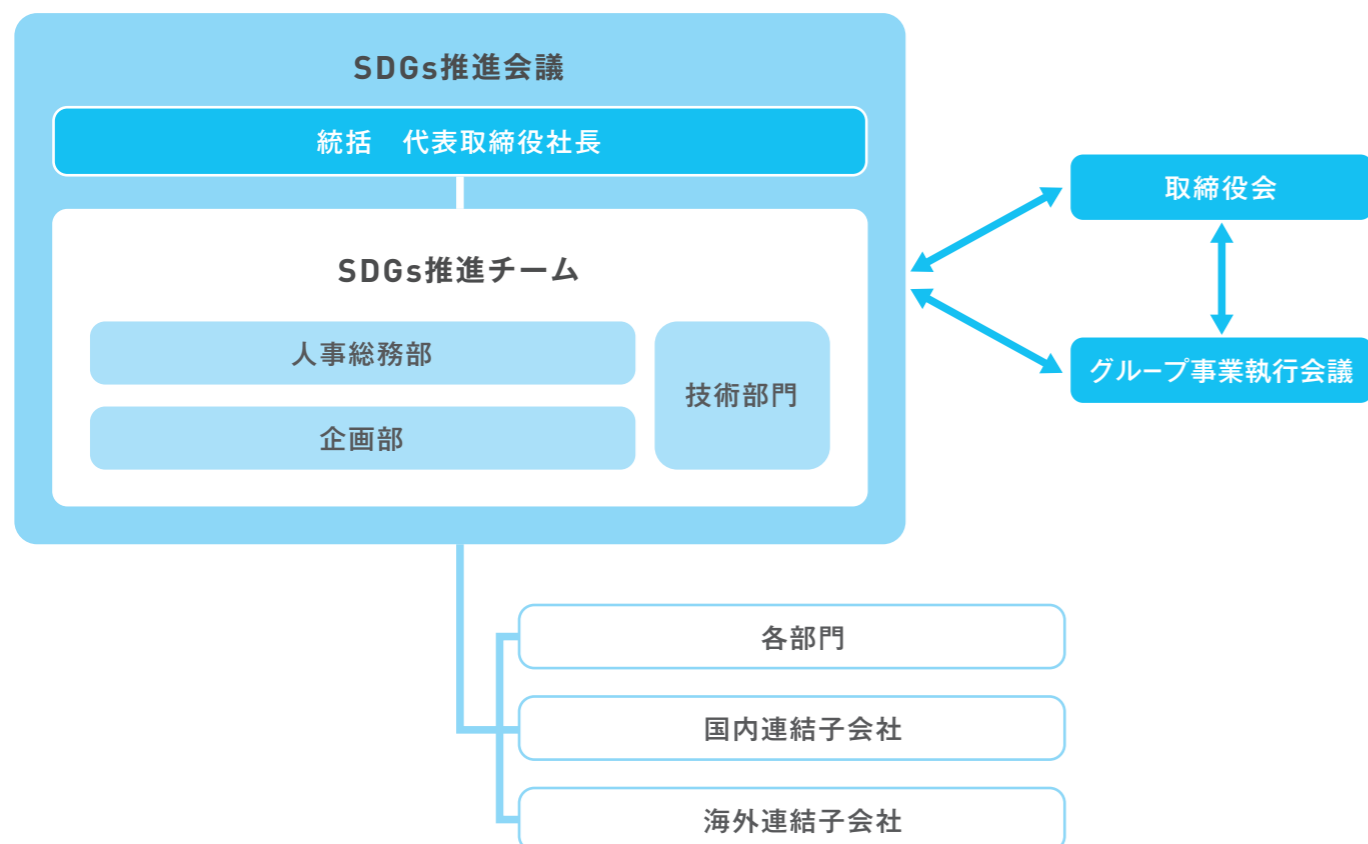 SDGs推進会議
統括　代表取締役社長
SDGs推進チーム
人事総務部
企画部
技術部門
取締役会
グループ事業執行会議
各部門
国内連結子会社
海外連結子会社